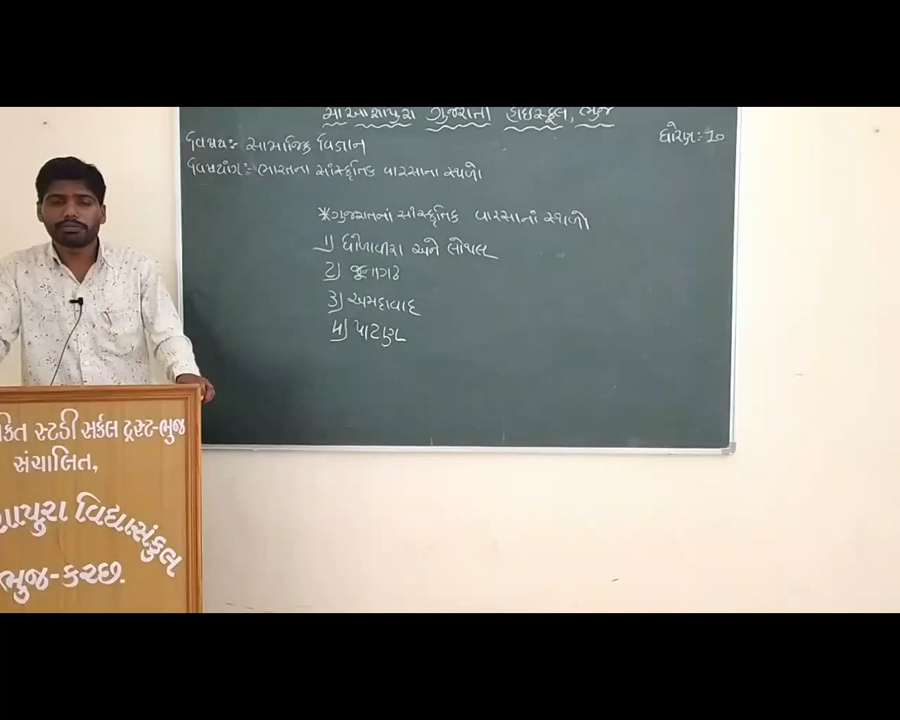 મા આશાપુરા ગુજરાતી હાઇસ્કૂલ, ભુજ
વિષય:- સામાજિક વિજ્ઞાન
ધોરણ:- 10
વિષયાંગ:- ભારતના સાંસ્કૃતિક વારસાના સ્થળો
*ગુજરાતનાં સાંસ્કૃતિક વારસાનાં સ્થળો
1) ધોળાવીરા અને લોથલ
2) જૂનાગઢ
3) અમદાવાદ
4) પાટણ
સ્ટડી સર્કલ ટ્રસ્ટ-ભુજ
સંચાલિત,
વિદ્યાસંકુલ
ભુજ-કચ્છ.